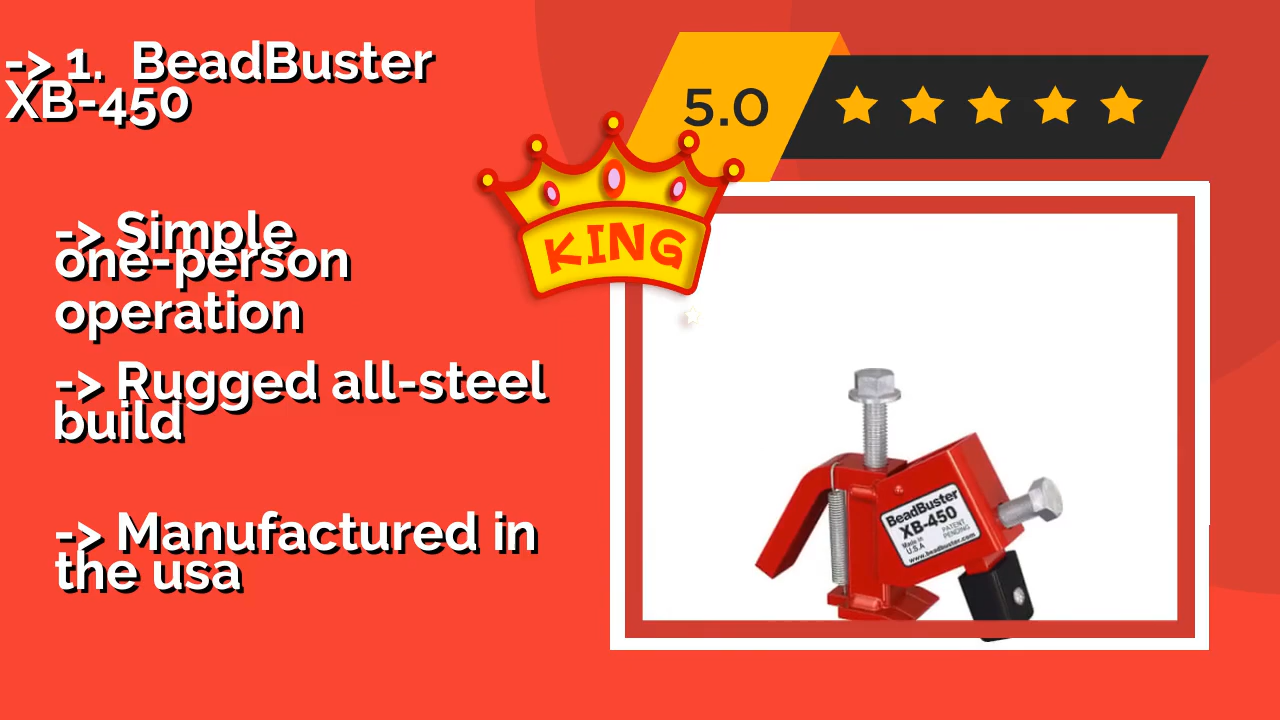 -> 1.  BeadBuster
XB-450
5.0
KING
-> Simple
one-person
operation
-> Rugged all-steel
build
-> Manufactured in
the usa
BeadBuster
XB-450
Made in
U.S.A
PATENT
PENDING
www.beadbuster.com